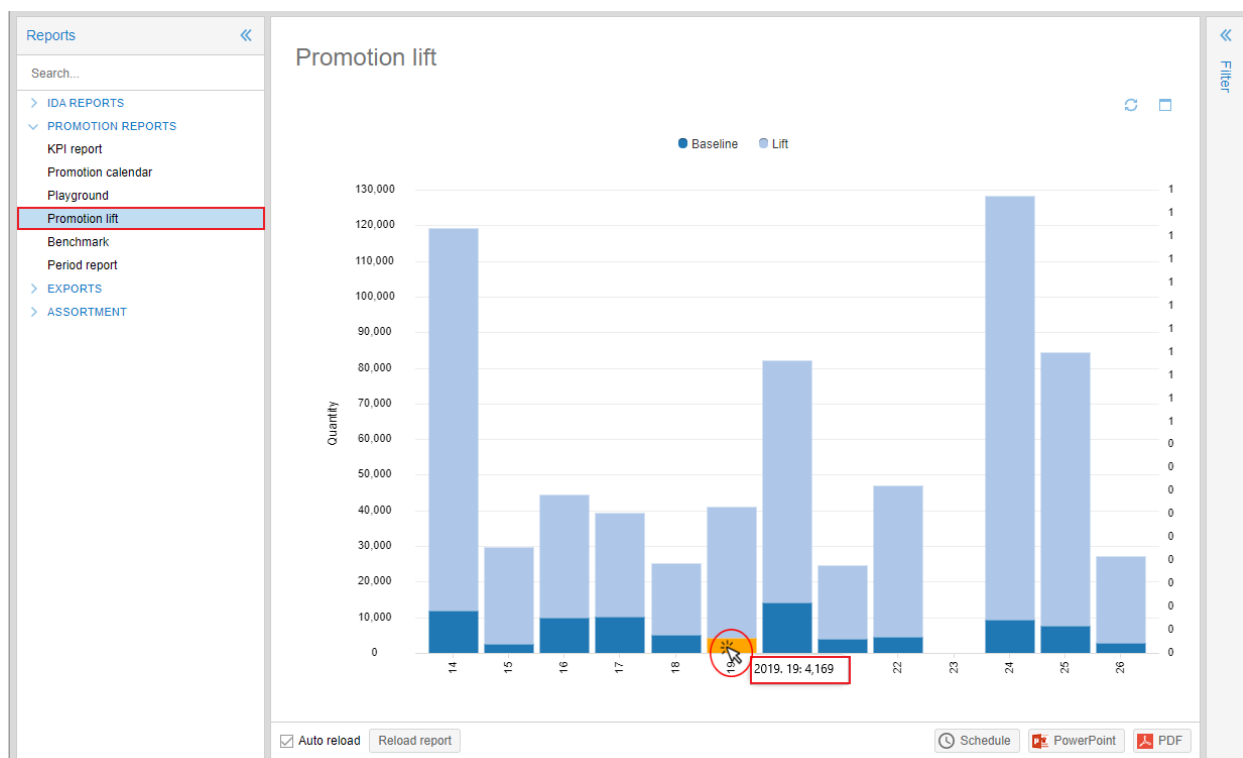 Reports
Search...
IDA REPORTS
PROMOTION REPORTS
KPI report
Promotion calendar
Playground
Promotion lift
Benchmark
Period report
EXPORTS
ASSORTMENT
Promotion lift
Filter
Baseline Lift
Quantity
130,000
120,000
110,000
100,000
90,000
80,000
70,000
60,000
50,000
40,000
30,000
20,000
10,000
0
1
1
1
1
1
1
1
1
1
1
1
0
0
0
0
0
0
0
0
0
0
14 15 16 17 18 19 22 23 24 25 26
2019. 19: 4,169
Auto reload Reload report Schedule PowerPoint PDF